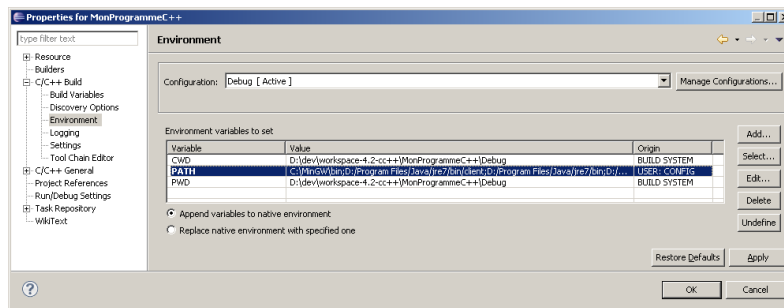 Properties for MonProgrammeC++
type filter text
Resource
Builders
C/C++ Build
Build Variables
Discovery Options
Environment
Logging
Settings
Tool Chain Editor
C/C++ General
Project References
Run/Debug Settings
Task Repository
WikiText
Environment
Configuration: Debug [ Active ] Manage Configurations...
Environment variables to set
Variable Value Origin
CWD D:\dev\workspace-4.2-cc++\MonProgrammeC++\Debug BUILD SYSTEM
PATH C:\MinGW\bin;D:/Program Files/Java/jre7/bin/client;D:/Program Files/Java/jre7/bin;D:/... USER: CONFIG
PWD D:\dev\workspace-4.2-cc++\MonProgrammeC++\Debug BUILD SYSTEM
Add...
Select...
Edit...
Delete
Undefine
Append variables to native environment
Replace native environment with specified one
Restore Defaults Apply
? OK Cancel